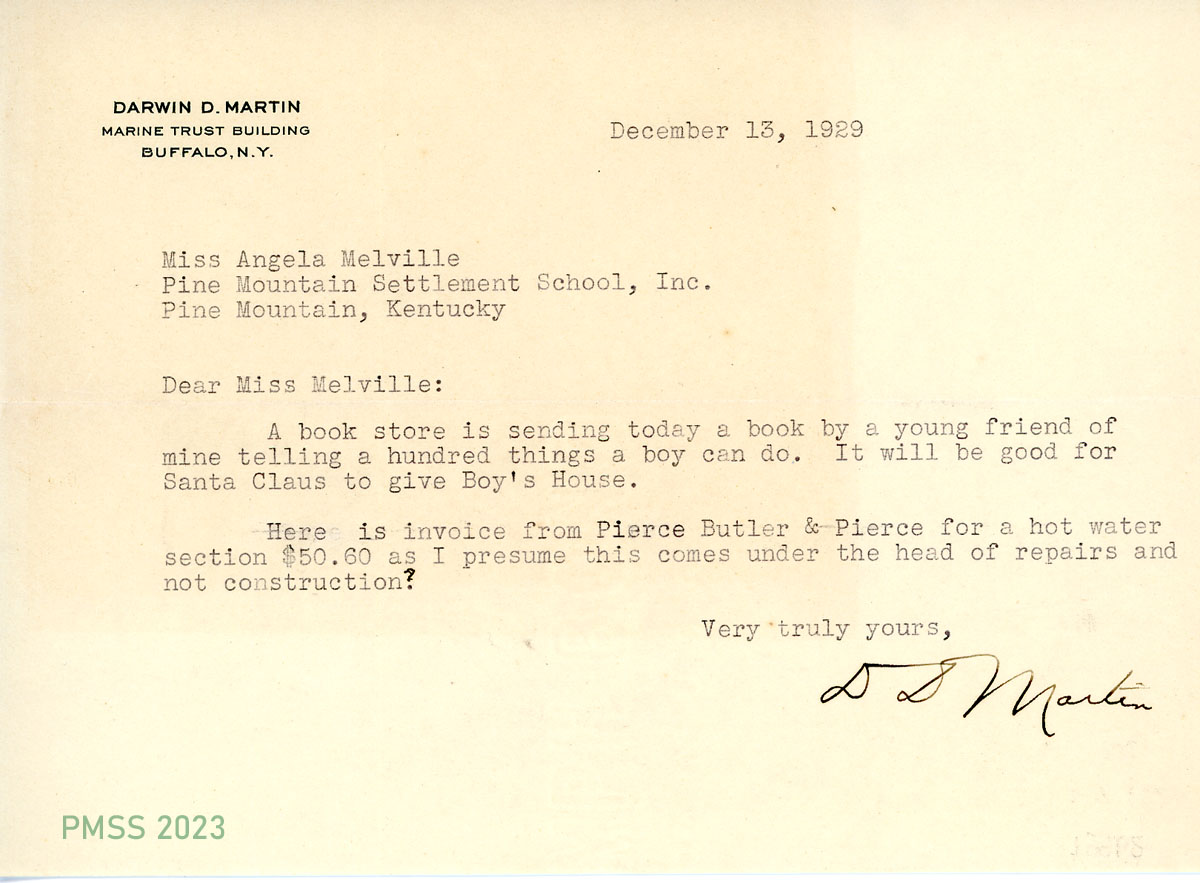 DARWIN D. MARTIN
MARINE TRUST BUILDING
BUFFALO, N.Y.
December 13, 1929
Miss Angela Melville
Pine Mountain Settlement School, Inc.
Pine Mountain, Kentucky
Dear Miss Melville:
A book store is sending today a book by a young friend of
mine telling a hundred things a boy can do. It will be good for
Santa Claus to give Boy's House.
Here is invoice from Pierce Butler & Pierce for a hot water
section $50.60 as I presume this comes under the head of repairs and
not construction?
Very truly yours,
D D Martin
PMSS 2023